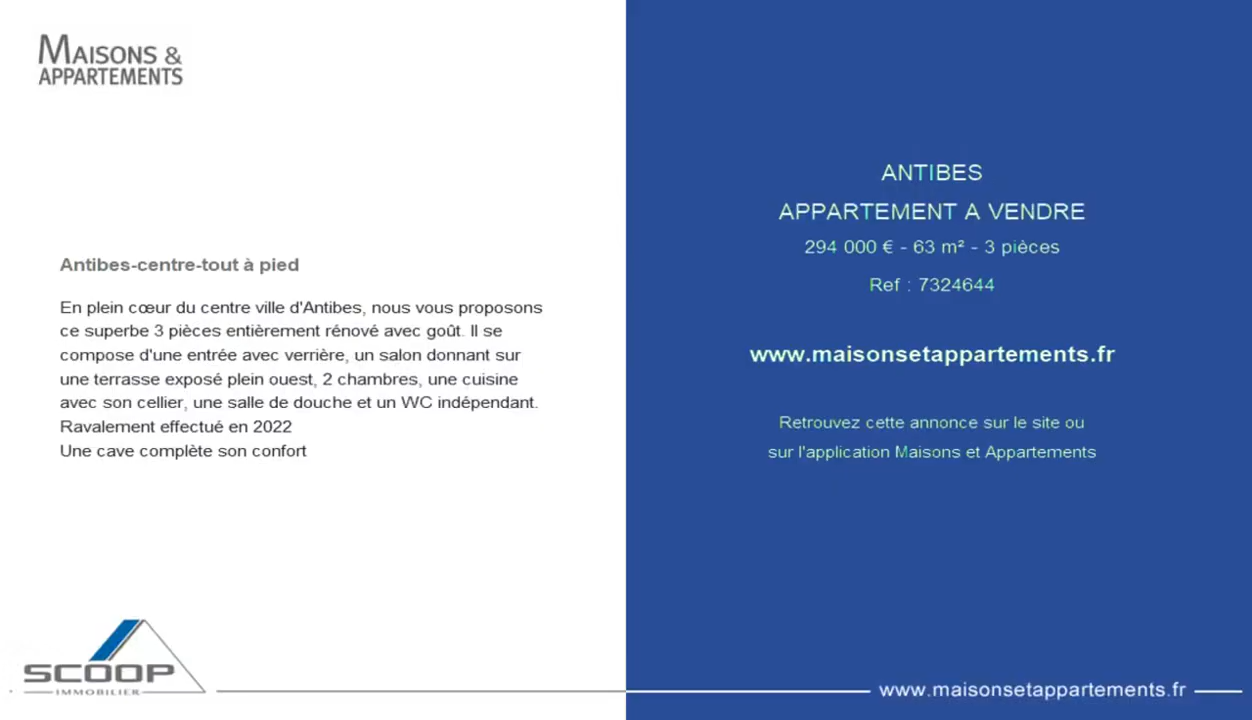 MAISONS &
APPARTEMENTS
Antibes-centre-tout à pied
En plein cœur du centre ville d'Antibes, nous vous proposons
ce superbe 3 pièces entièrement rénové avec goût. Il se
compose d'une entrée avec verrière, un salon donnant sur
une terrasse exposé plein ouest, 2 chambres, une cuisine
avec son cellier, une salle de douche et un WC indépendant.
Ravalement effectué en 2022
Une cave complète son confort
SCOOP
IMMOBILIER
ANTIBES
APPARTEMENT A VENDRE
294 000 € - 63 m² - 3 pièces
Ref : 7324644
www.maisonsetappartements.fr
Retrouvez cette annonce sur le site ou
sur l'application Maisons et Appartements
www.maisonsetappartements.fr